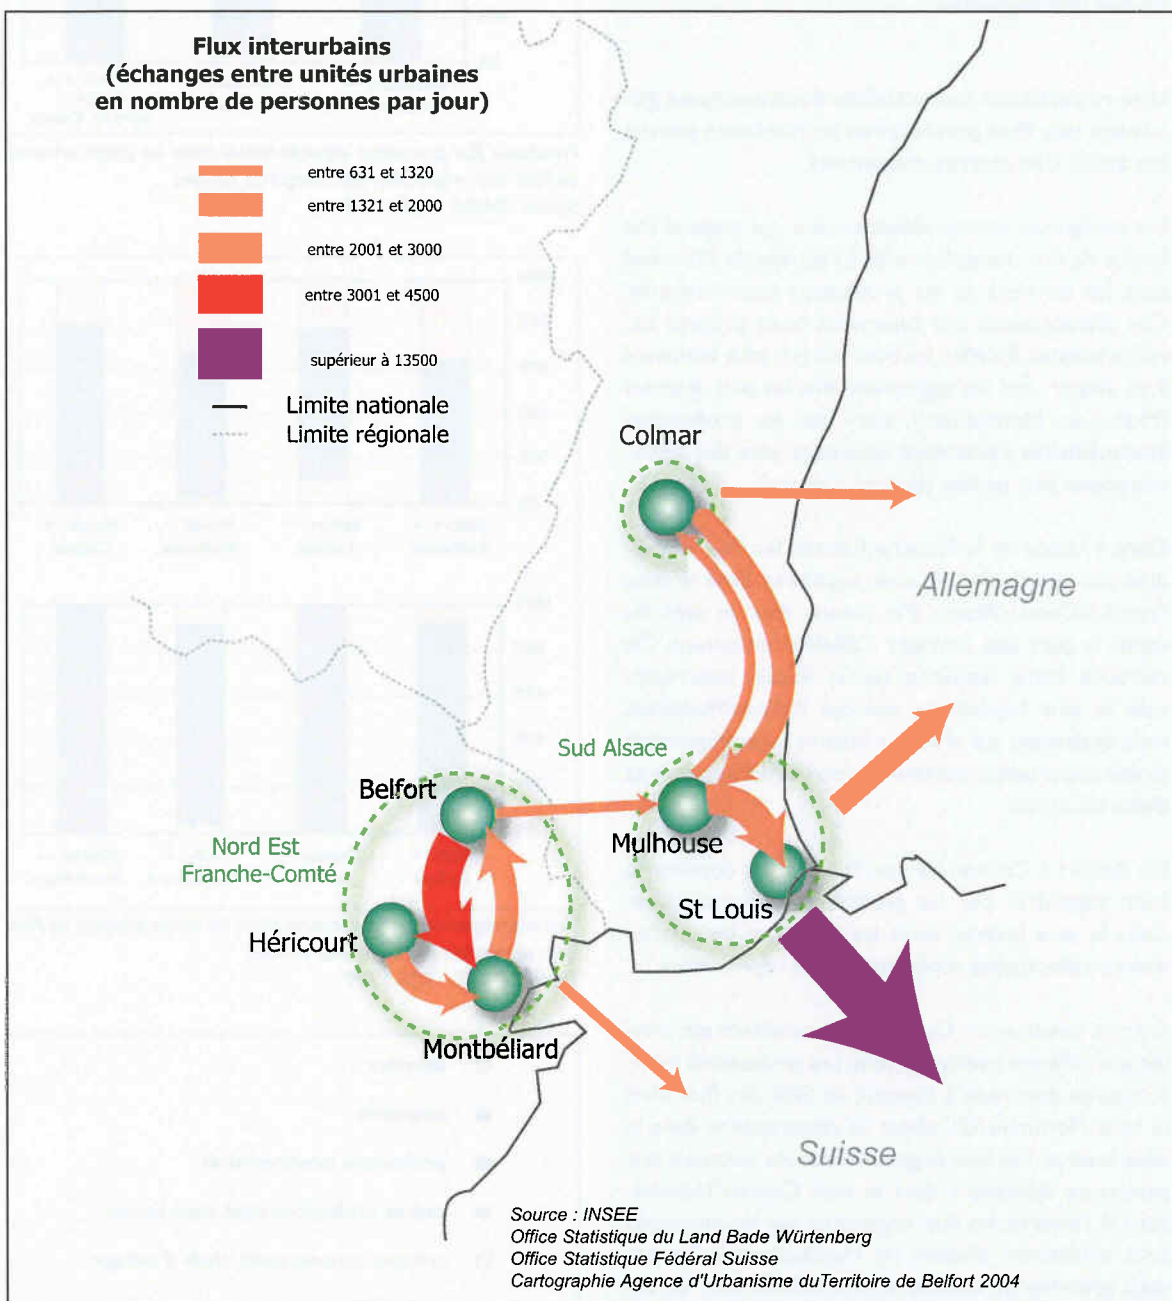 Flux interurbains
(échanges entre unités urbaines
en nombre de personnes par jour)
entre 631 et 1320
entre 1321 et 2000
entre 2001 et 3000
entre 3001 et 4500
supérieur à 13500
Limite nationale
Limite régionale
Colmar
Allemagne
Sud Alsace
Belfort
Mulhouse
Nord Est
Franche-Comté
St Louis
Héricourt
Montbéliard
Suisse
Source : INSEE
Office Statistique du Land Bade Würtenberg
Office Statistique Fédéral Suisse
Cartographie Agence d'Urbanisme duTerritoire de Belfort 2004